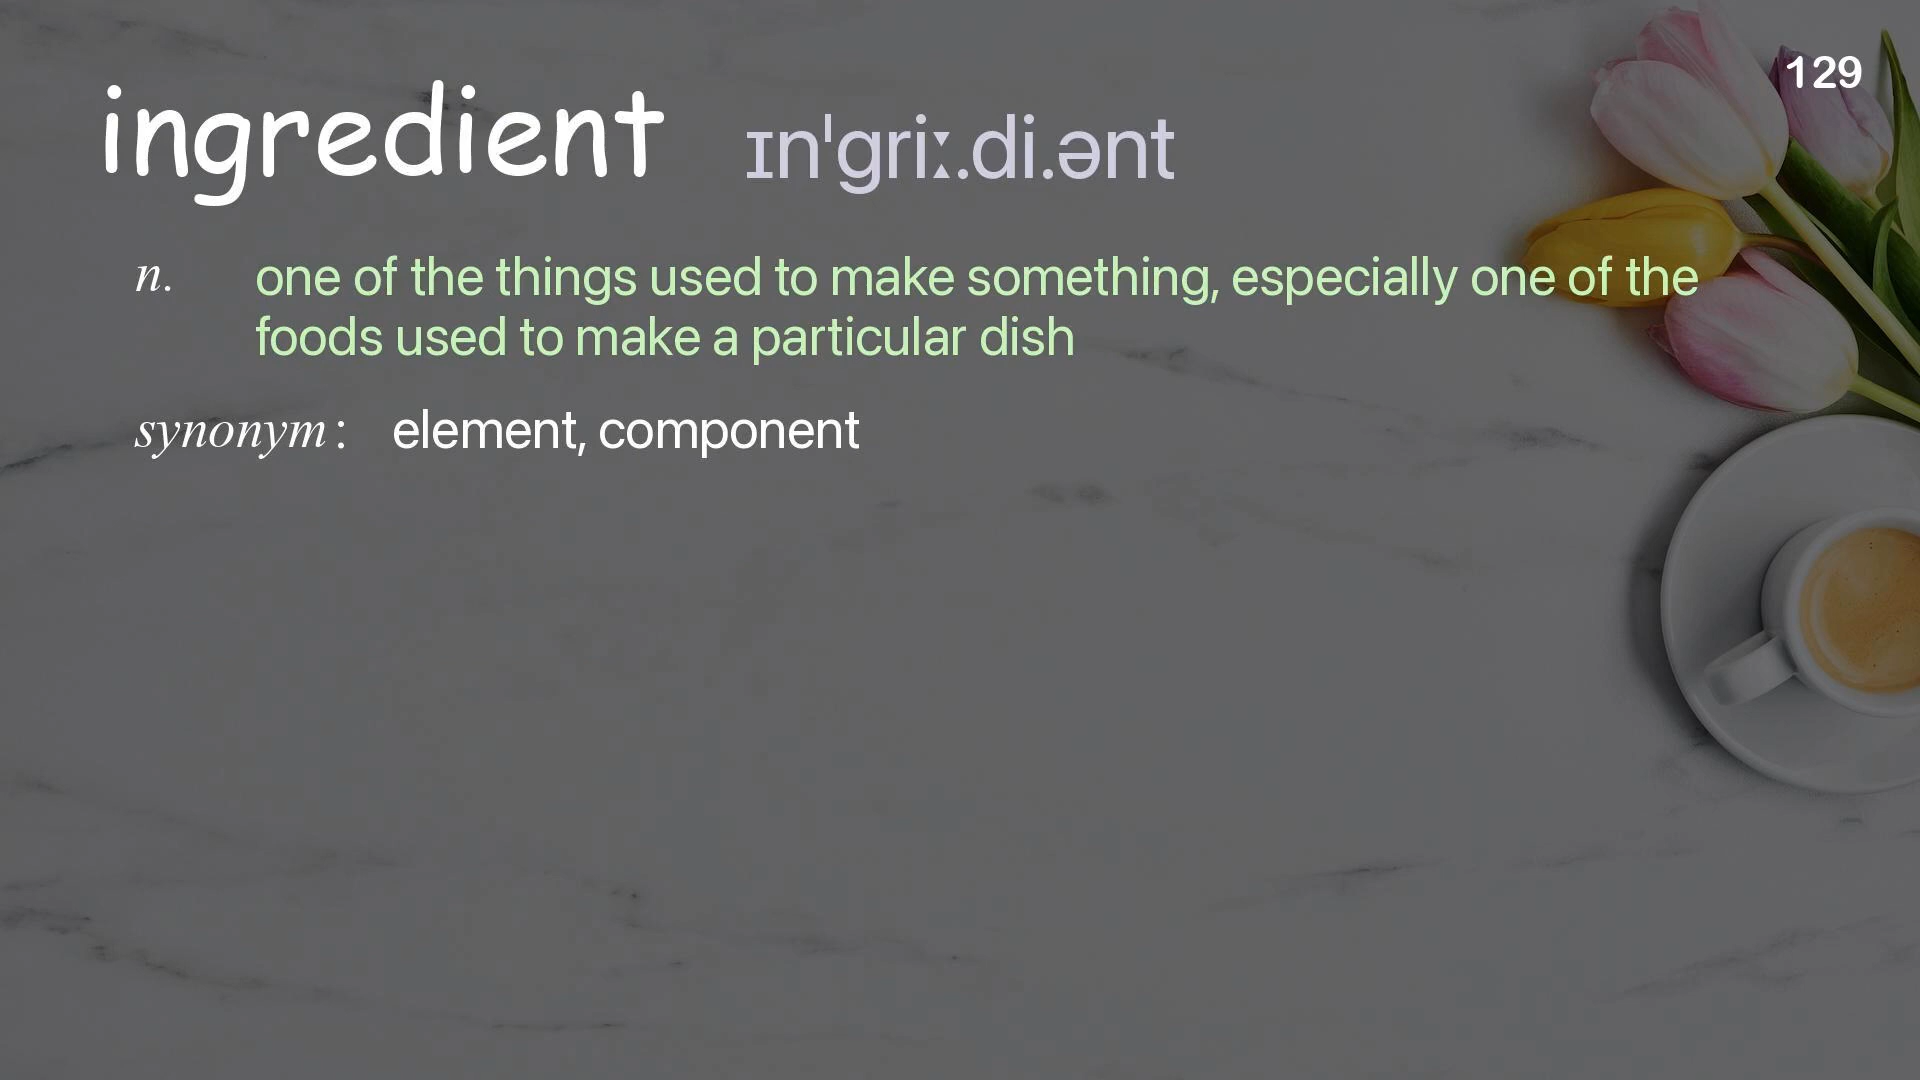 129
ingredient ɪnˈɡriː.di.ənt
n. one of the things used to make something, especially one of the
foods used to make a particular dish
synonym: element, component